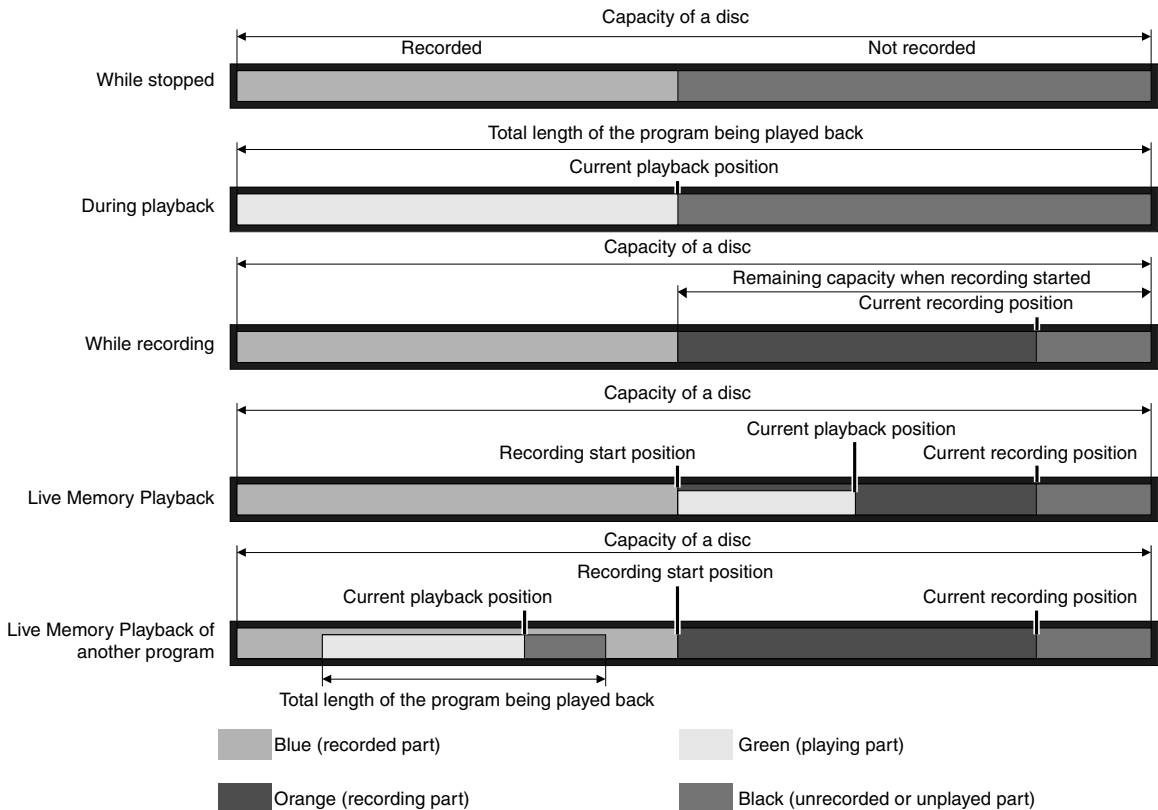 Capacity of a disc
Recorded
Not recorded
While stopped
Total length of the program being played back
Current playback position
During playback
Capacity of a disc
Remaining capacity when recording started
Current recording position
While recording
Capacity of a disc
Current playback position
Recording start position
Current recording position
Live Memory Playback
Capacity of a disc
Recording start position
Current playback position
Current recording position
Live Memory Playback of
another program
Total length of the program being played back
Blue (recorded part)
Green (playing part)
Orange (recording part)
Black (unrecorded or unplayed part)